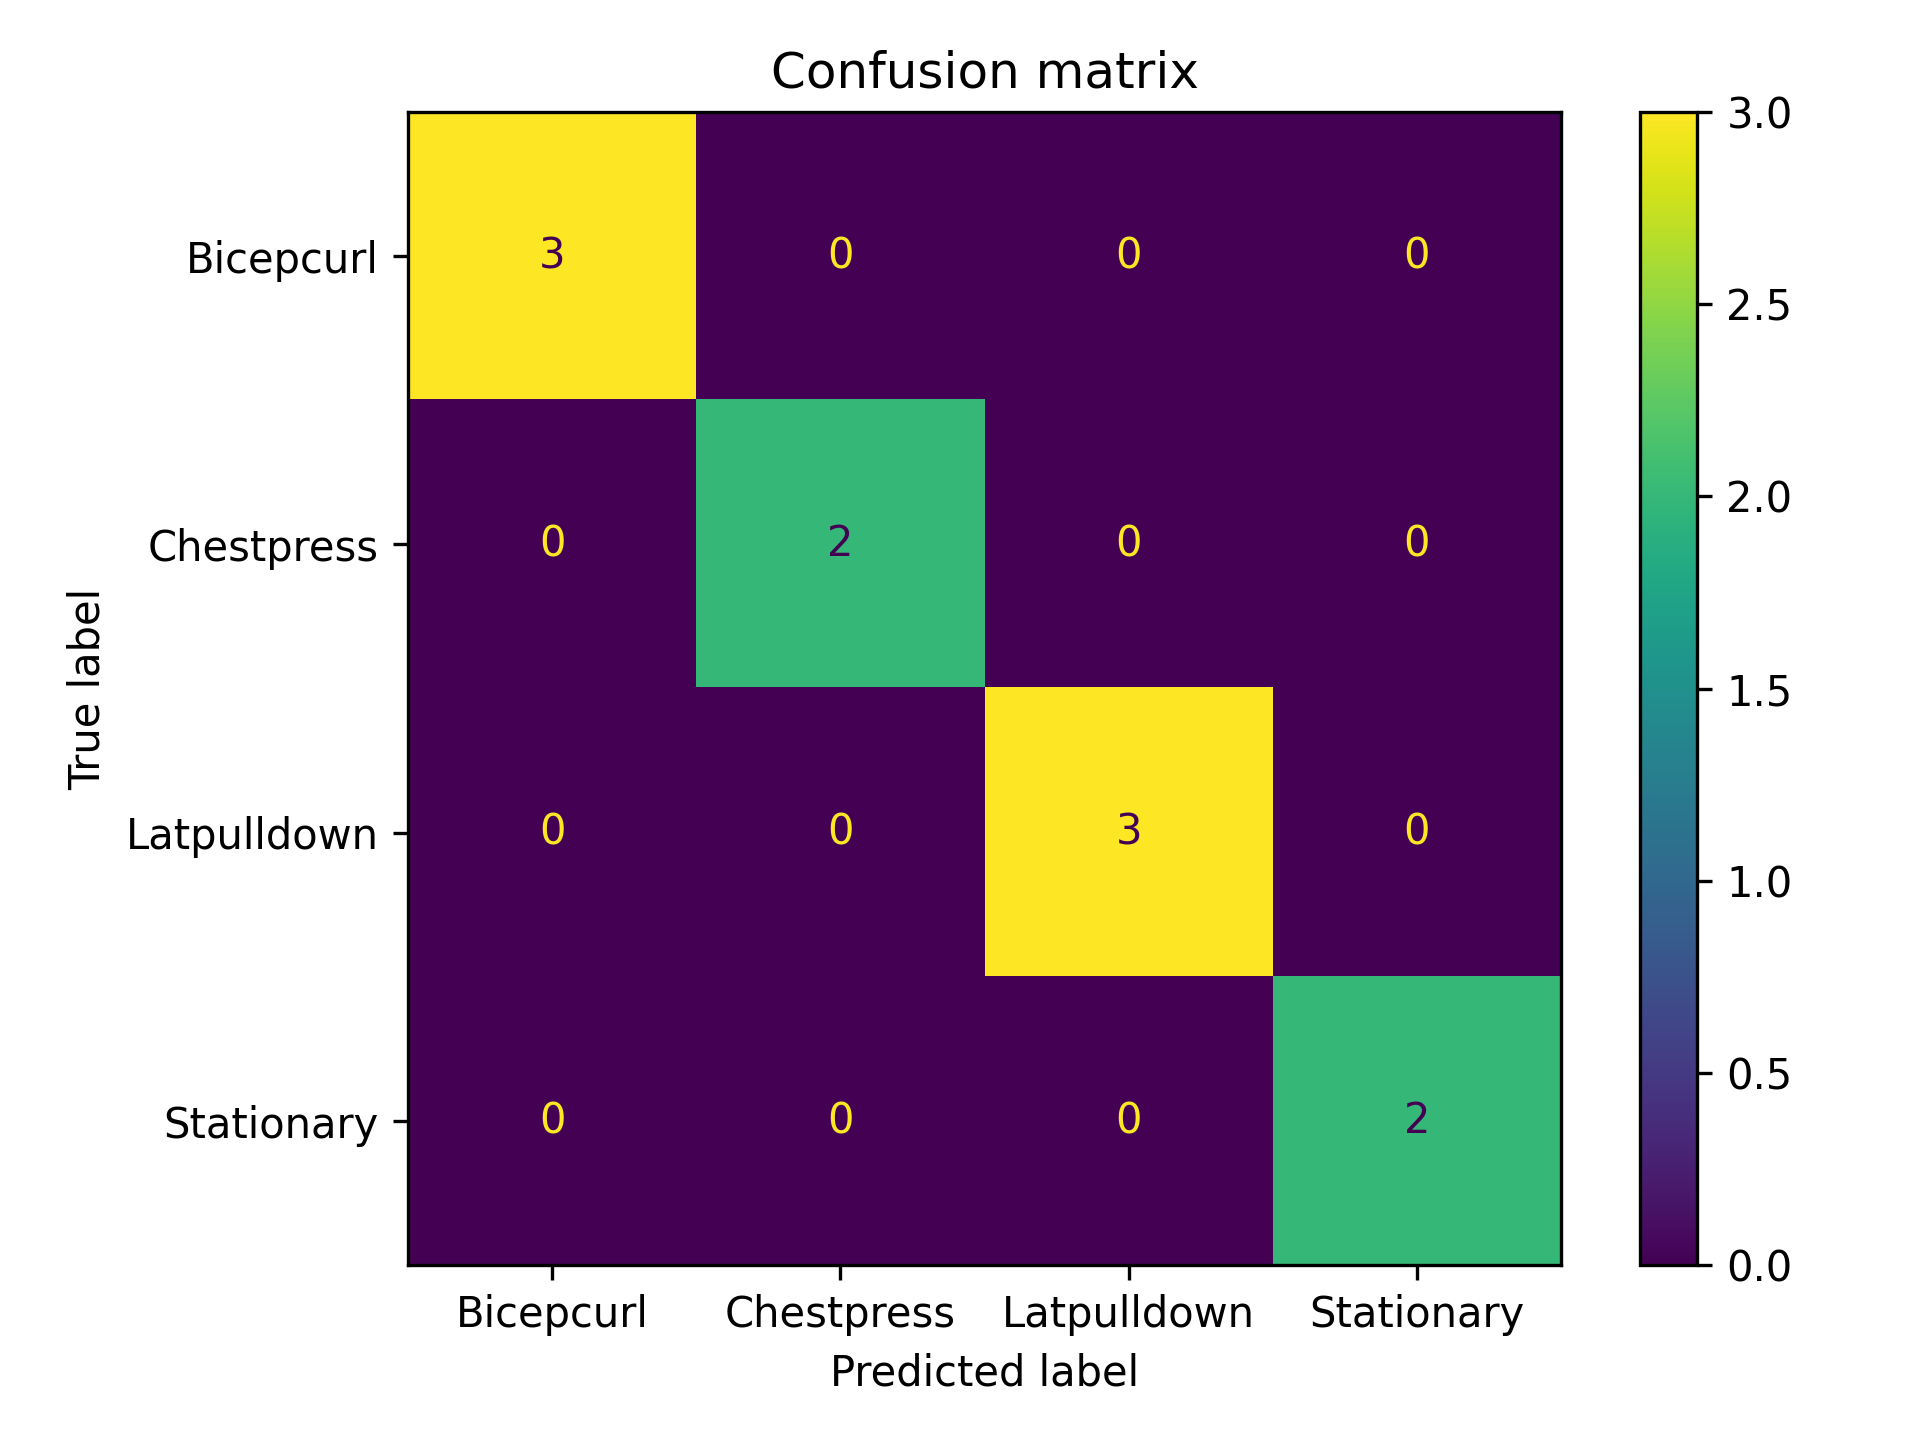 Confusion matrix
Bicepcurl 3 0 0 0
Chestpress 0 2 0 0
Latpulldown 0 0 3 0
Stationary 0 0 0 2
True label
Bicepcurl Chestpress Latpulldown Stationary
Predicted label
3.0
2.5
2.0
1.5
1.0
0.5
0.0